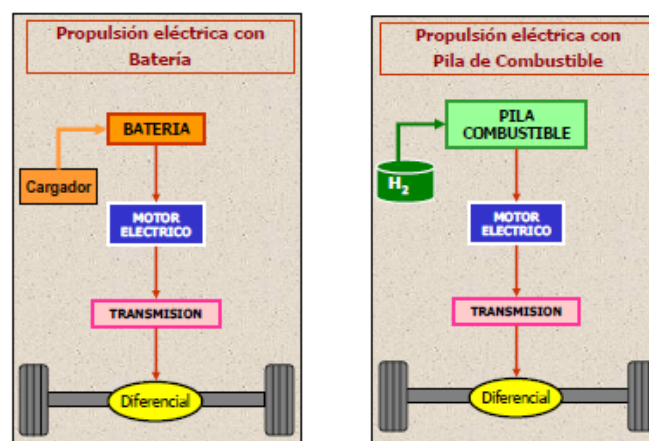 Propulsión eléctrica con
Batería
BATERIA
Cargador
MOTOR
ELECTRICO
TRANSMISION
Diferencial
Propulsión eléctrica con
Pila de Combustible
PILA
COMBUSTIBLE
H2
MOTOR
ELECTRICO
TRANSMISION
Diferencial